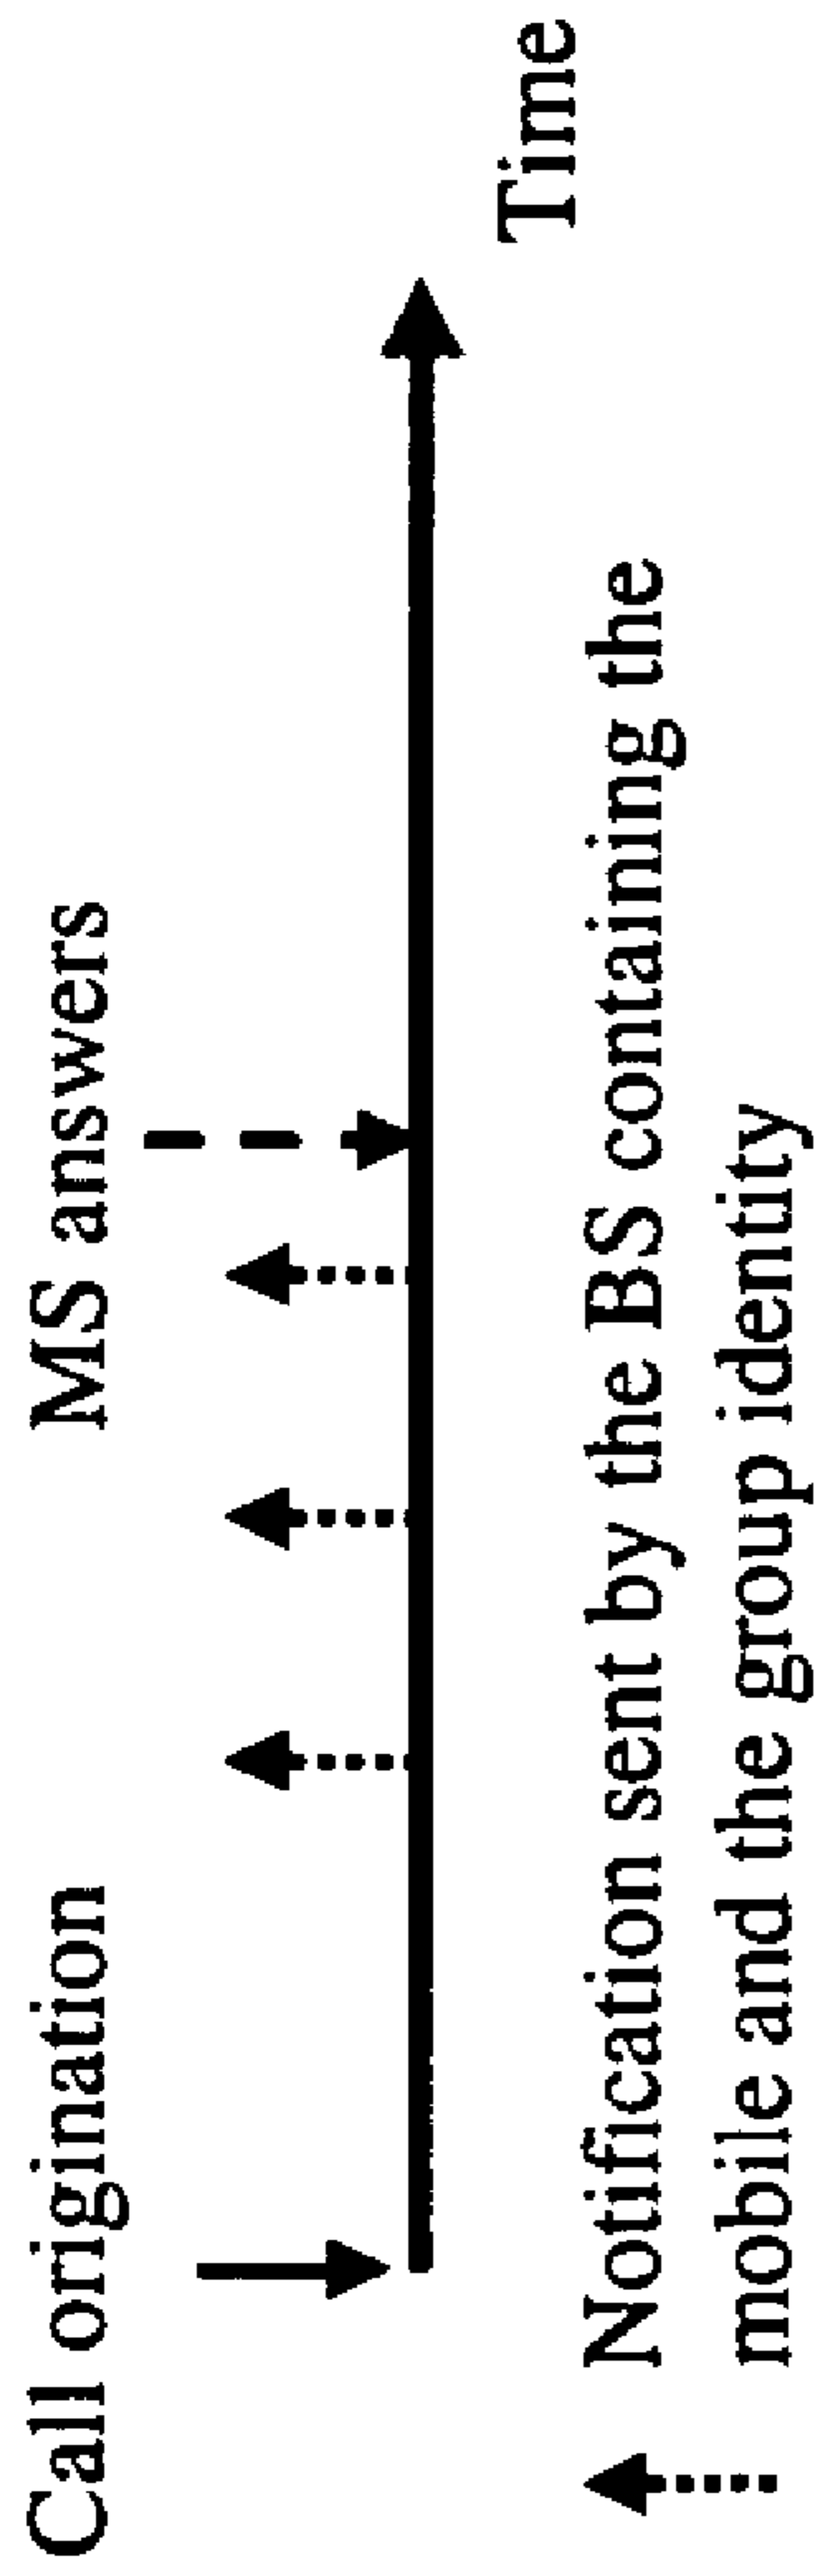 Call origination
MS answers
Time
Notification sent by the BS containing the
mobile and the group identity